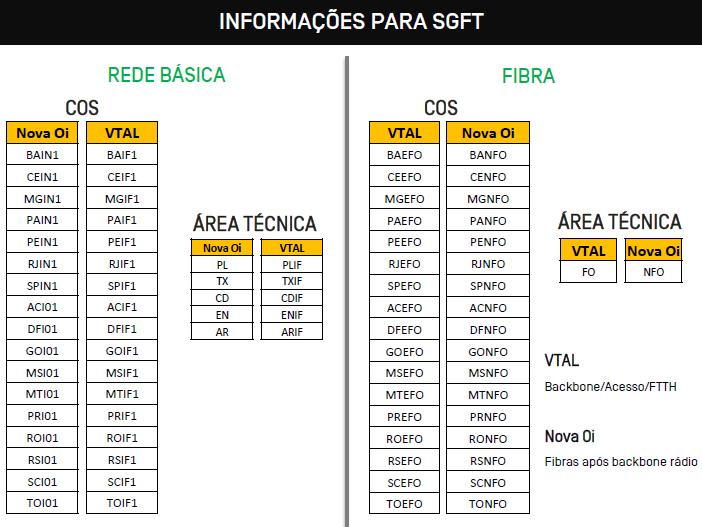 INFORMAÇÕES PARA SGFT
REDE BÁSICA
COS
Nova Oi VTAL
BAIN1 BAIF1
CEIN1 CEIF1
MGIN1 MGIF1
PAIN1 PAIF1
PEIN1 PEIF1
RJIN1 RJIF1
SPIN1 SPIF1
ACI01 ACIF1
DFI01 DFIF1
GOI01 GOIF1
MSI01 MSIF1
MTI01 MTIF1
PRI01 PRIF1
ROI01 ROIF1
RSI01 RSIF1
SCI01 SCIF1
TOI01 TOIF1
ÁREA TÉCNICA
Nova Oi VTAL
PL PLIF
TX TXIF
CD CDIF
EN ENIF
AR ARIF
FIBRA
COS
VTAL Nova Oi
BAEFO BANFO
CEEFO CENFO
MGEFO MGNFO
PAEFO PANFO
PEEFO PENFO
RJEFO RJNFO
SPEFO SPNFO
ACEFO ACNFO
DFEFO DFNFO
GOEFO GONFO
MSEFO MSNFO
MTEFO MTNFO
PREFO PRNFO
ROEFO RONFO
RSEFO RSNFO
SCEFO SCNFO
TOEFO TONFO
ÁREA TÉCNICA
VTAL Nova Oi
FO NFO
VTAL
Backbone/Acesso/FTTH
Nova Oi
Fibras após backbone rádio